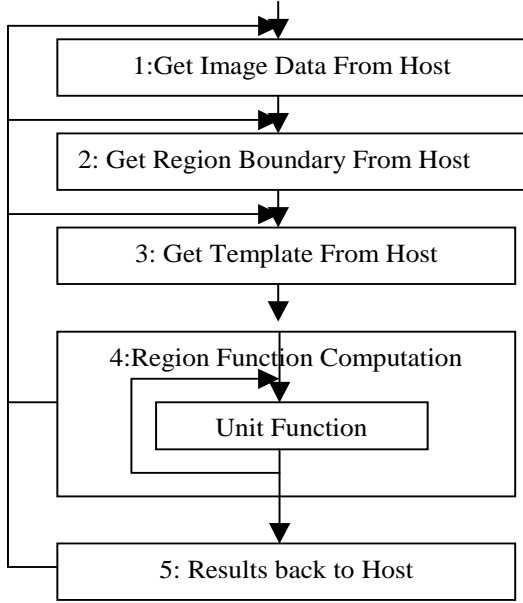 1:Get Image Data From Host
2: Get Region Boundary From Host
3: Get Template From Host
4:Region Function Computation
Unit Function
5: Results back to Host